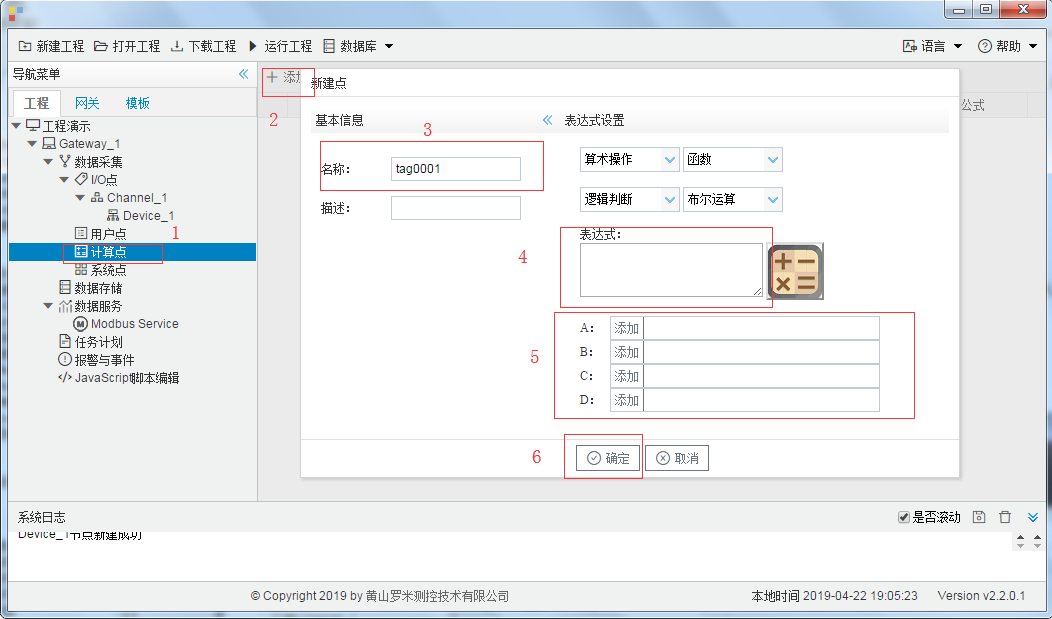 新建工程 打开工程 下载工程 运行工程 数据库 语言 帮助
导航菜单
工程 网关 模板
工程演示
Gateway_1
数据采集
I/O点
Channel_1
Device_1
用户点 1
计算点
系统点
数据存储
数据服务
Modbus Service
任务计划
报警与事件
JavaScript脚本编辑
添加 新建点
2
公式
基本信息 表达式设置
3
名称： tag0001
描述：
算术操作 函数
逻辑判断 布尔运算
表达式：
4
5
A： 添加
B： 添加
C： 添加
D： 添加
6 确定 取消
系统日志 是否滚动
Device_1节点新建成功
© Copyright 2019 by 黄山罗米测控技术有限公司 本地时间 2019-04-22 19:05:23 Version v2.2.0.1